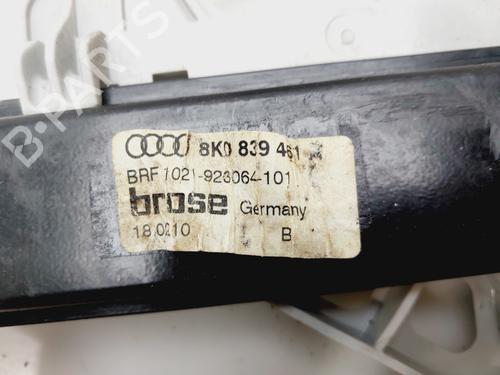 B-PARTS
8K0 839 461
BRF 1021-923064-101
brose Germany
18.0210 B